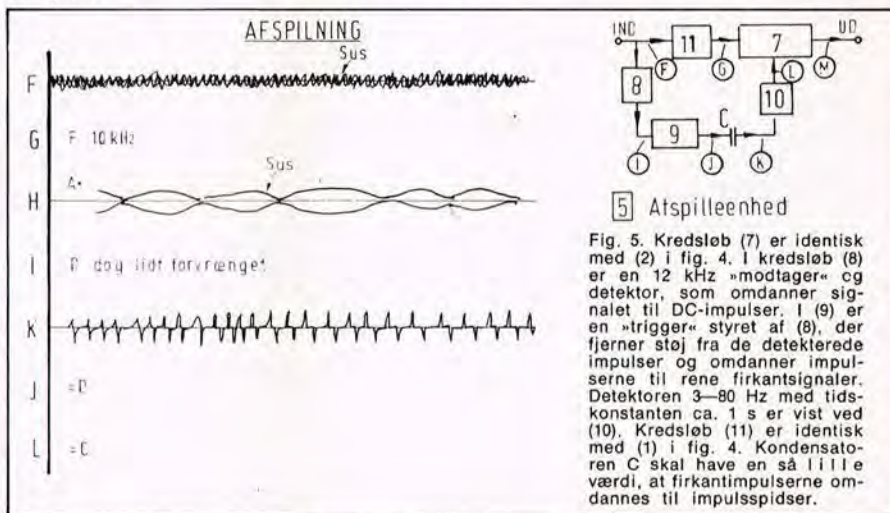 AFSPILNING
Sus
F
G F 10 kHz
Sus
H
I D dog lidt forvrænget
K
J = D
L = C
IND 11 7 UD
F G L M
8 10
9 C
I J K
5 Afspilleenhed
Fig. 5. Kredsløb (7) er identisk
med (2) i fig. 4. I kredsløb (8)
er en 12 kHz »modtager« og
detektor, som omdanner sig-
nalet til DC-impulser. I (9) er
en »trigger« styret af (8), der
fjerner støj fra de detekterede
impulser og omdanner impul-
serne til rene firkantsignaler.
Detektoren 3—80 Hz med tids-
konstanten ca. 1 s er vist ved
(10). Kredsløb (11) er identisk
med (1) i fig. 4. Kondensato-
ren C skal have en så lille
værdi, at firkantimpulserne om-
dannes til impulsspidser.